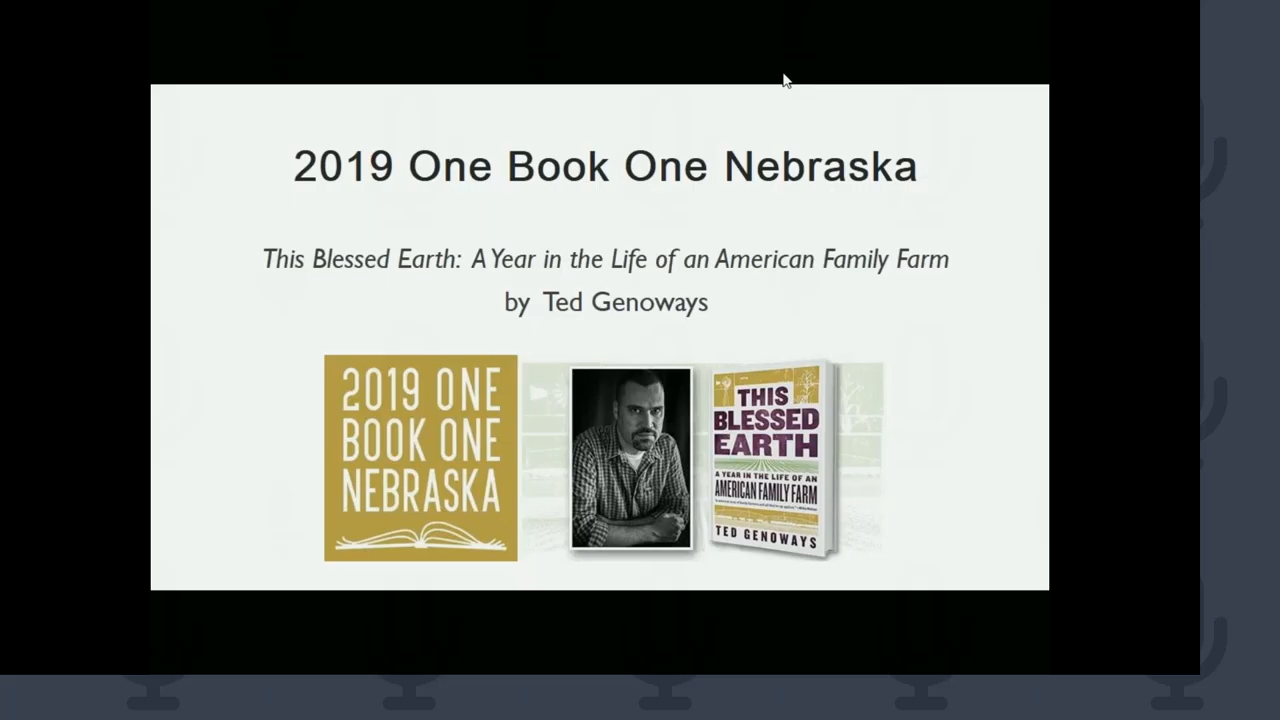 2019 One Book One Nebraska
This Blessed Earth: A Year in the Life of an American Family Farm
by Ted Genoways
2019 ONE
BOOK ONE
NEBRASKA
THIS
BLESSED
EARTH
A YEAR IN THE LIFE OF AN
AMERICAN FAMILY FARM
TED GENOWAYS